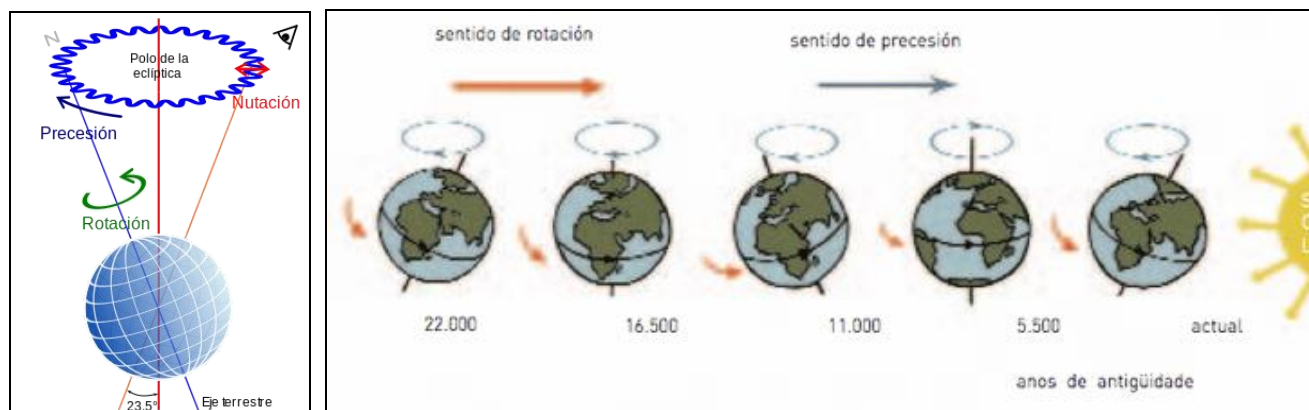 N
Polo de la
eclíptica
Nutación
Precesión
Rotación
23,5°
Eje terrestre
sentido de rotación
sentido de precesión
SOL
22.000
16.500
11.000
5.500
actual
anos de antigüidade